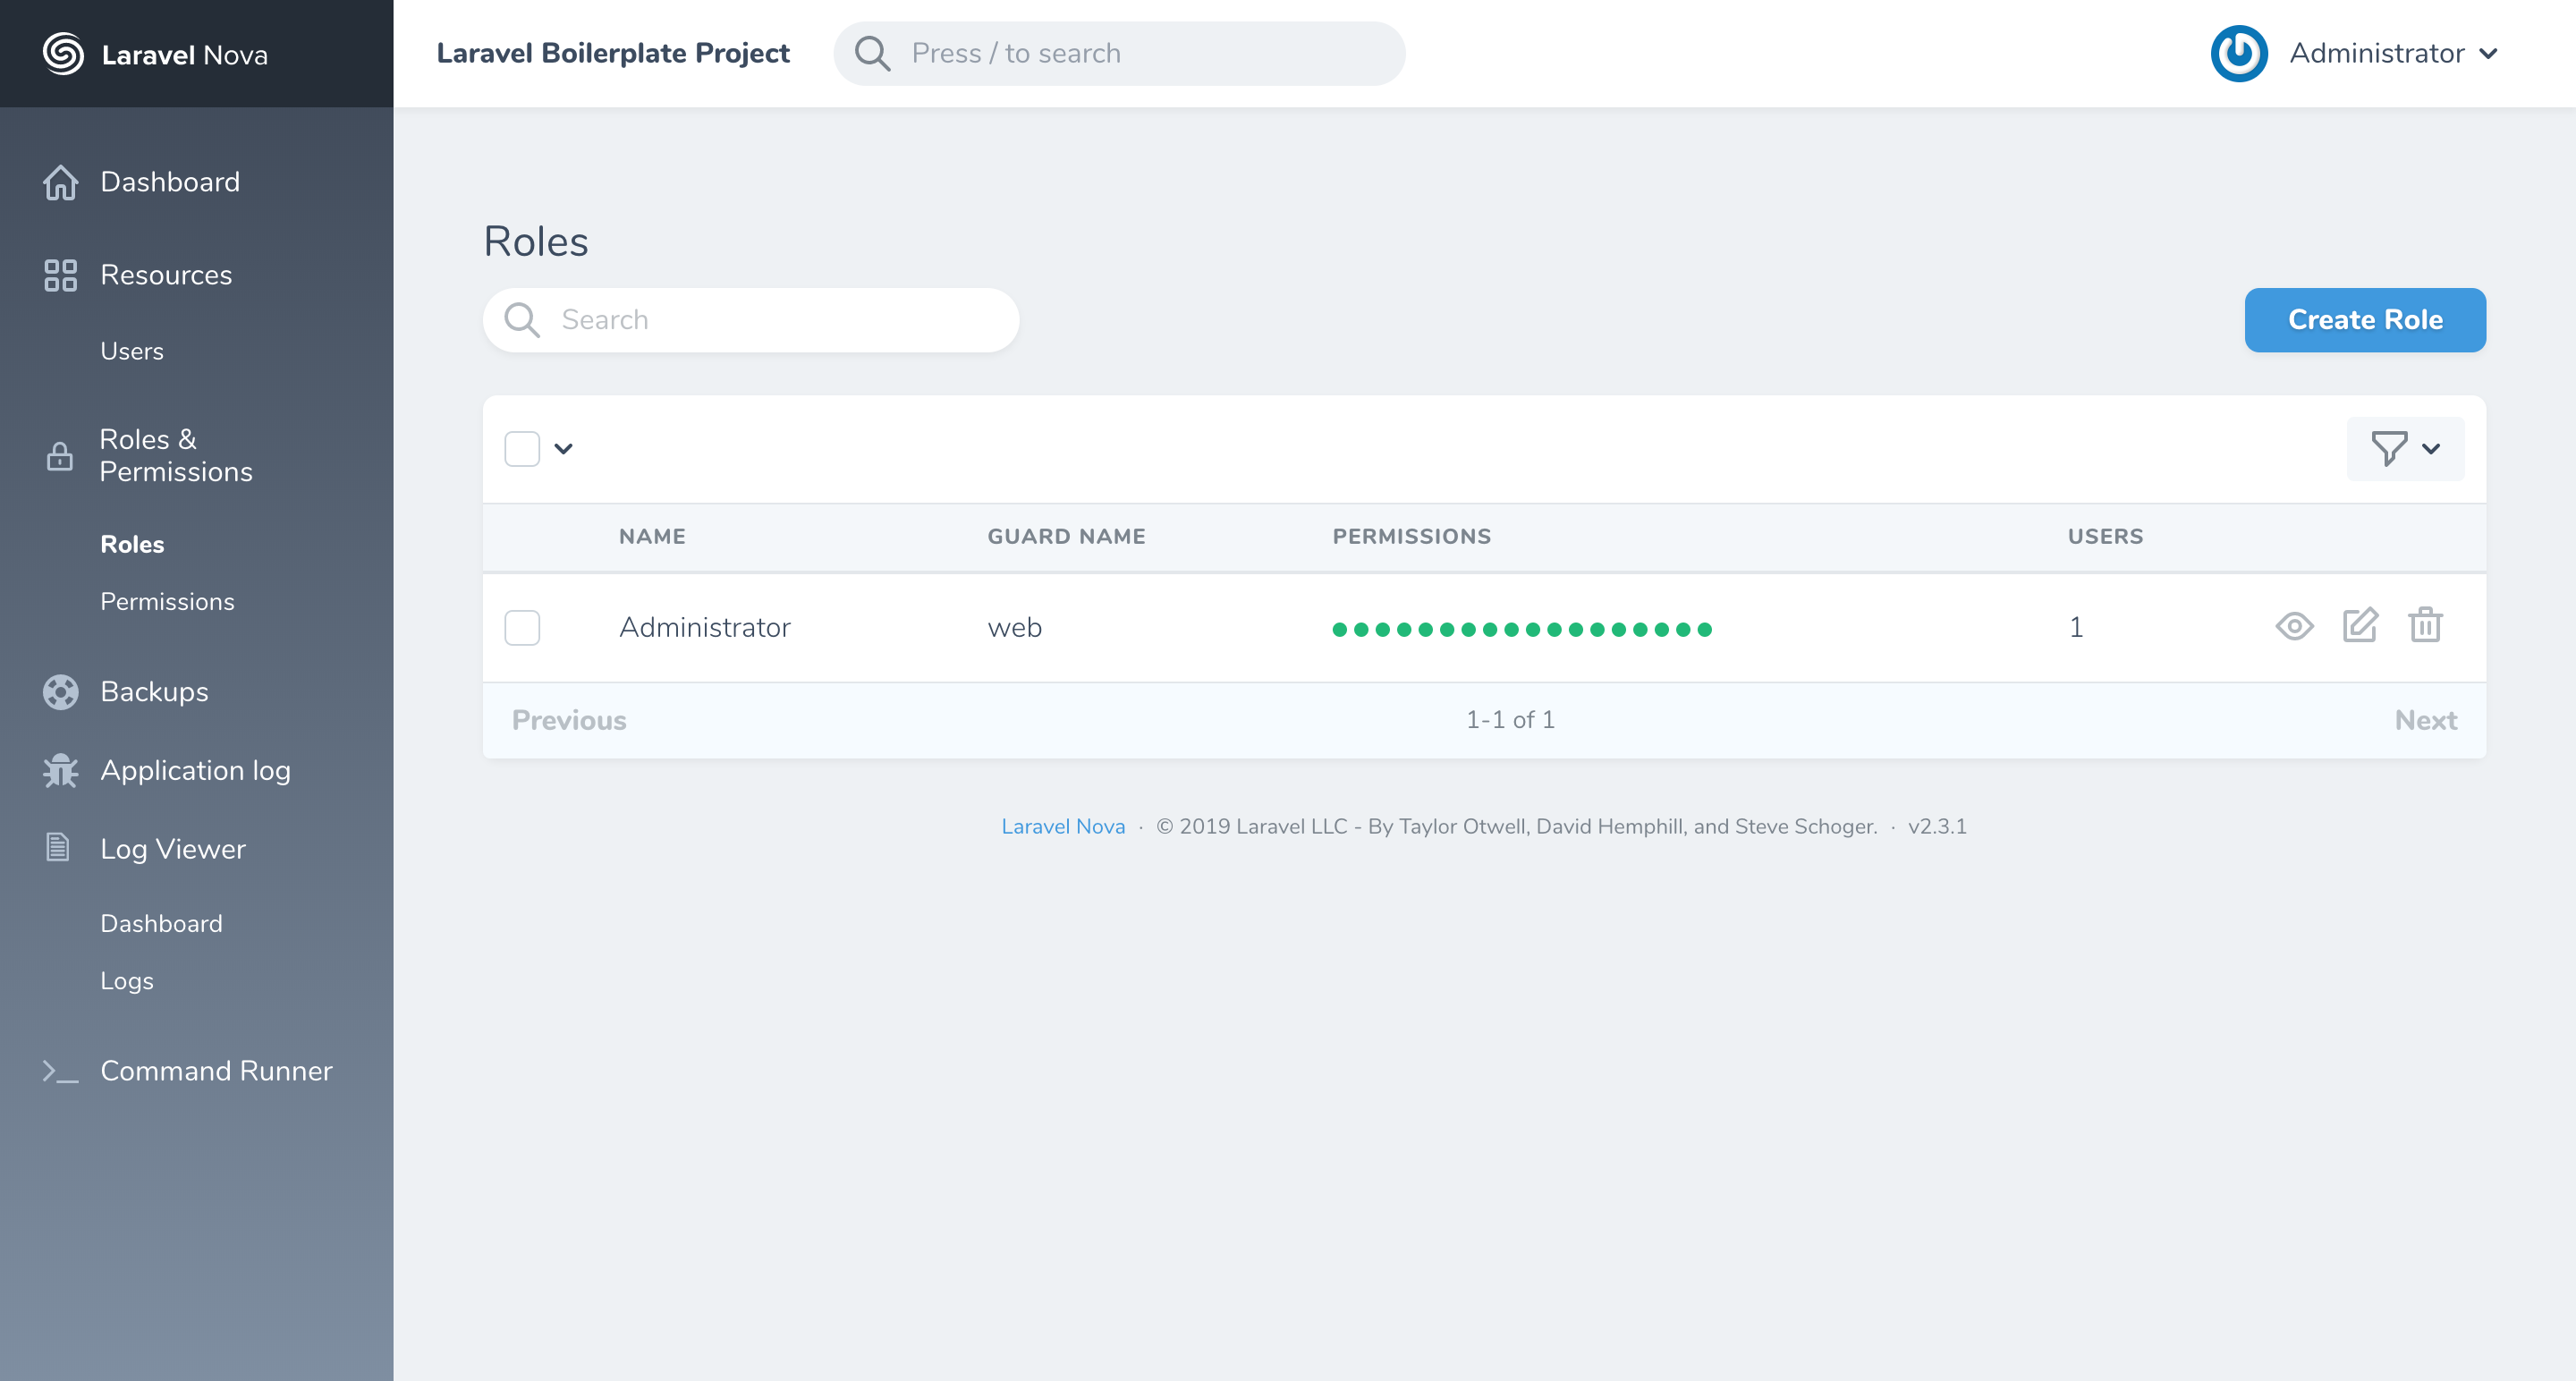 Laravel Nova
Laravel Boilerplate Project
Press / to search
Administrator
Dashboard
Resources
Users
Roles &
Permissions
Roles
Permissions
Backups
Application log
Log Viewer
Dashboard
Logs
Command Runner
Roles
Search
Create Role
NAME GUARD NAME PERMISSIONS USERS
Administrator web 1
Previous 1-1 of 1 Next
Laravel Nova · © 2019 Laravel LLC - By Taylor Otwell, David Hemphill, and Steve Schoger. · v2.3.1